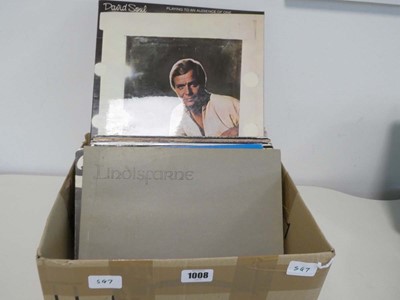 David Soul PLAYING TO AN AUDIENCE OF ONE
Lindisfarne
547
1008
547